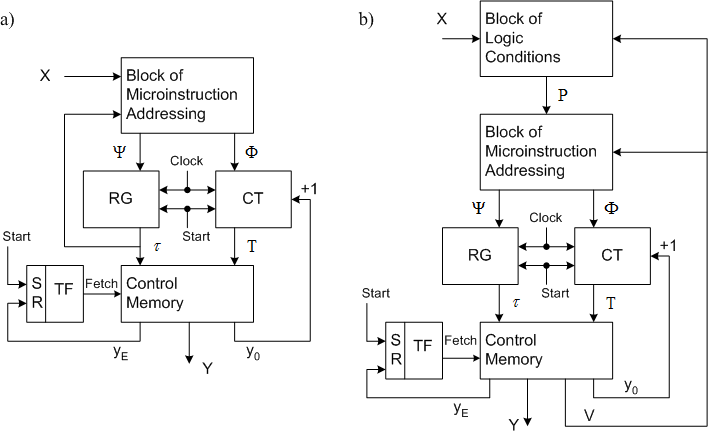 a)
X
Block of
Microinstruction
Addressing
Ψ
Φ
Clock
RG
CT
+1
Start
Start
τ
T
S
R
TF
Fetch
Control
Memory
yE
y0
Y
b)
X
Block of
Logic
Conditions
P
Block of
Microinstruction
Addressing
Ψ
Φ
Clock
RG
CT
+1
Start
Start
τ
T
S
R
TF
Fetch
Control
Memory
yE
y0
Y
V